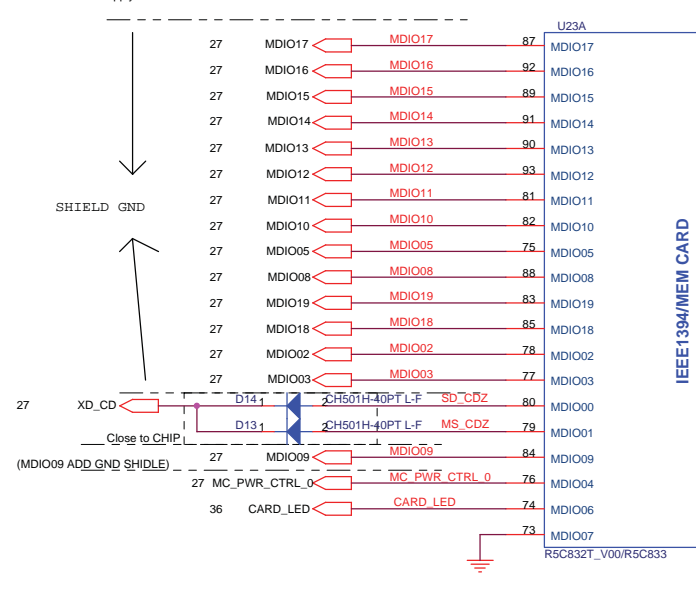 U23A
27 MDIO17 MDIO17 87 MDIO17
27 MDIO16 MDIO16 92 MDIO16
27 MDIO15 MDIO15 89 MDIO15
27 MDIO14 MDIO14 91 MDIO14
27 MDIO13 MDIO13 90 MDIO13
27 MDIO12 MDIO12 93 MDIO12
27 MDIO11 MDIO11 81 MDIO11
SHIELD GND
27 MDIO10 MDIO10 82 MDIO10
27 MDIO05 MDIO05 75 MDIO05
27 MDIO08 MDIO08 88 MDIO08
27 MDIO19 MDIO19 83 MDIO19
27 MDIO18 MDIO18 85 MDIO18
27 MDIO02 MDIO02 78 MDIO02
27 MDIO03 MDIO03 77 MDIO03
IEEE1394/MEM CARD
27 XD_CD D14 1 2 CH501H-40PT L-F SD_CDZ 80 MDIO00
D13 1 2 CH501H-40PT L-F MS_CDZ 79 MDIO01
Close to CHIP
27 MDIO09 MDIO09 84 MDIO09
(MDIO09 ADD GND SHIDLE)
27 MC_PWR_CTRL_0 MC_PWR_CTRL_0 76 MDIO04
36 CARD_LED CARD_LED 74 MDIO06
73 MDIO07
R5C832T_V00/R5C833